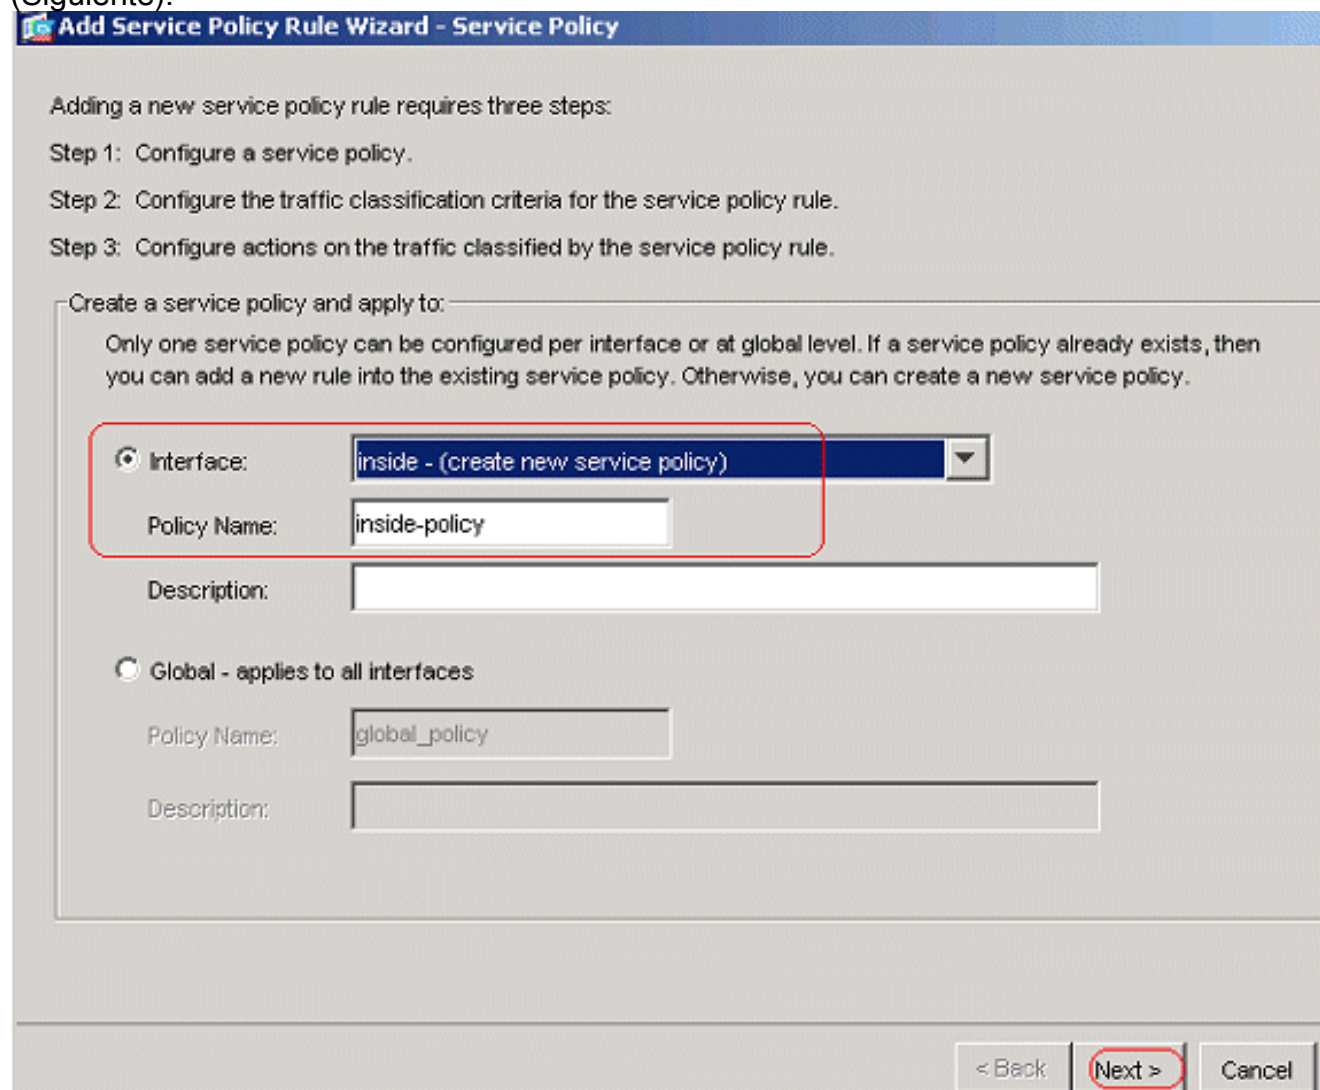 (Siguiente).
Add Service Policy Rule Wizard - Service Policy
Adding a new service policy rule requires three steps:
Step 1: Configure a service policy.
Step 2: Configure the traffic classification criteria for the service policy rule.
Step 3: Configure actions on the traffic classified by the service policy rule.
Create a service policy and apply to:
Only one service policy can be configured per interface or at global level. If a service policy already exists, then
you can add a new rule into the existing service policy. Otherwise, you can create a new service policy.
Interface: inside - (create new service policy)
Policy Name: inside-policy
Description:
Global - applies to all interfaces
Policy Name: global_policy
Description:
< Back Next > Cancel